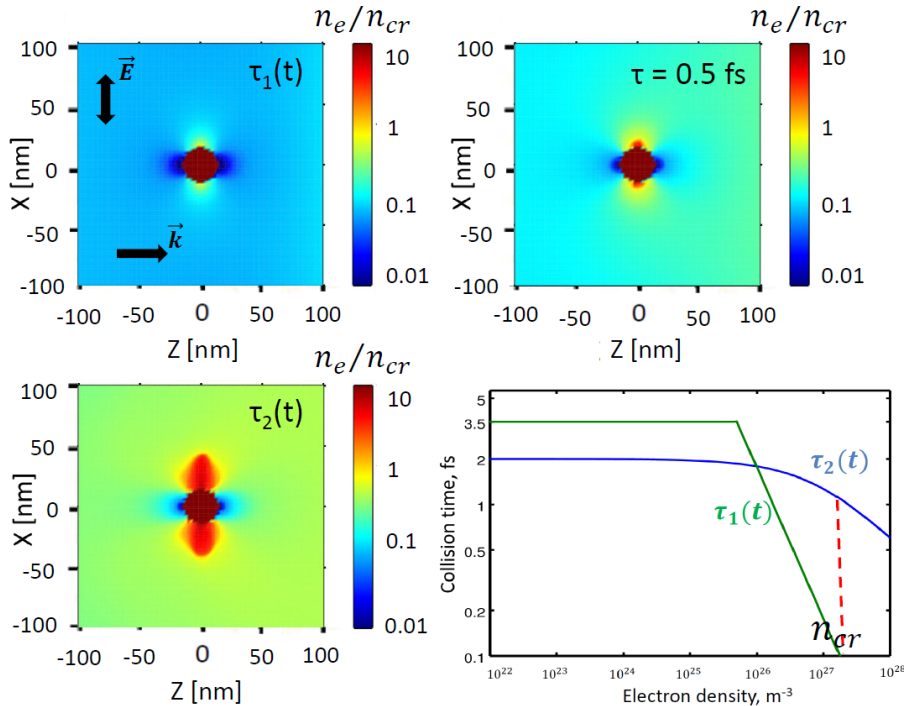 n_e/n_cr
100
50
0
-50
-100
X [nm]
E
τ₁(t)
k
10
1
0.1
0.01
-100 -50 0 50 100
Z [nm]
n_e/n_cr
100
50
0
-50
-100
X [nm]
τ = 0.5 fs
10
1
0.1
0.01
-100 -50 0 50 100
Z [nm]
n_e/n_cr
100
50
0
-50
-100
X [nm]
τ₂(t)
10
1
0.1
0.01
-100 -50 0 50 100
Z [nm]
Collision time, fs
5
3.5
2
1
0.5
0.2
0.1
τ₂(t)
τ₁(t)
n_cr
10²² 10²³ 10²⁴ 10²⁵ 10²⁶ 10²⁷ 10²⁸
Electron density, m⁻³